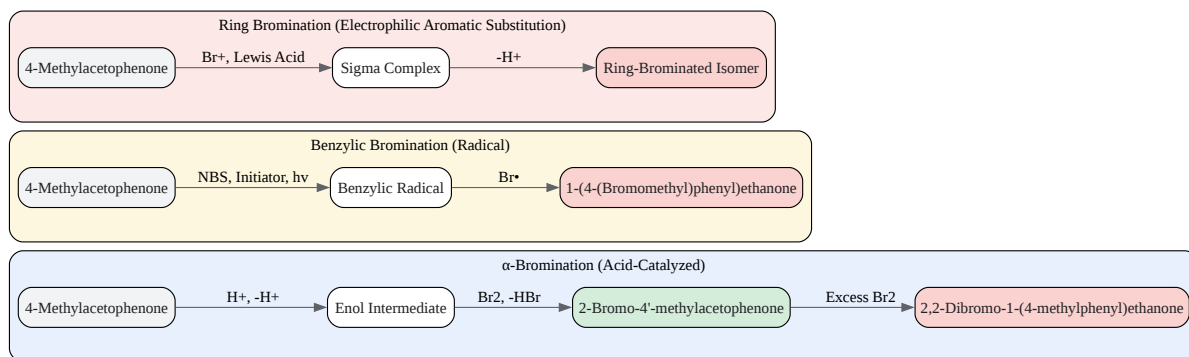 Ring Bromination (Electrophilic Aromatic Substitution)
4-Methylacetophenone
Br+, Lewis Acid
Sigma Complex
-H+
Ring-Brominated Isomer
Benzylic Bromination (Radical)
4-Methylacetophenone
NBS, Initiator, hv
Benzylic Radical
Br•
1-(4-(Bromomethyl)phenyl)ethanone
α-Bromination (Acid-Catalyzed)
4-Methylacetophenone
H+, -H+
Enol Intermediate
Br2, -HBr
2-Bromo-4'-methylacetophenone
Excess Br2
2,2-Dibromo-1-(4-methylphenyl)ethanone